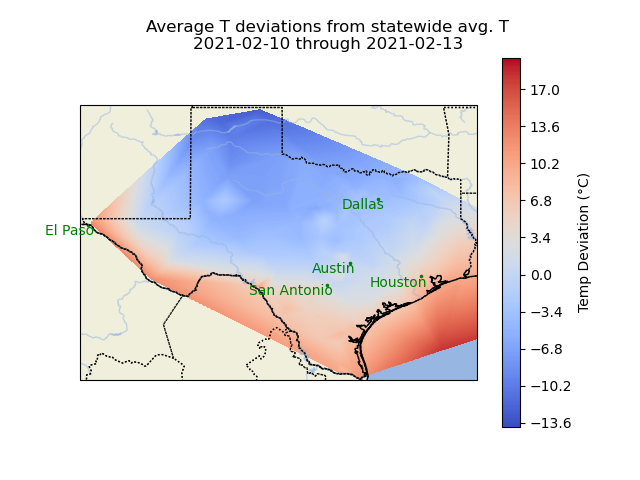 Average T deviations from statewide avg. T
2021-02-10 through 2021-02-13
17.0
13.6
10.2
6.8
3.4
0.0
−3.4
−6.8
−10.2
−13.6
Temp Deviation (°C)
Dallas
El Paso
Austin
Houston
San Antonio